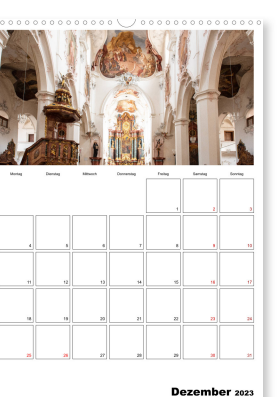 Montag Dienstag Mittwoch Donnerstag Freitag Samstag Sonntag
1 2 3
4 5 6 7 8 9 10
11 12 13 14 15 16 17
18 19 20 21 22 23 24
25 26 27 28 29 30 31
Dezember 2023